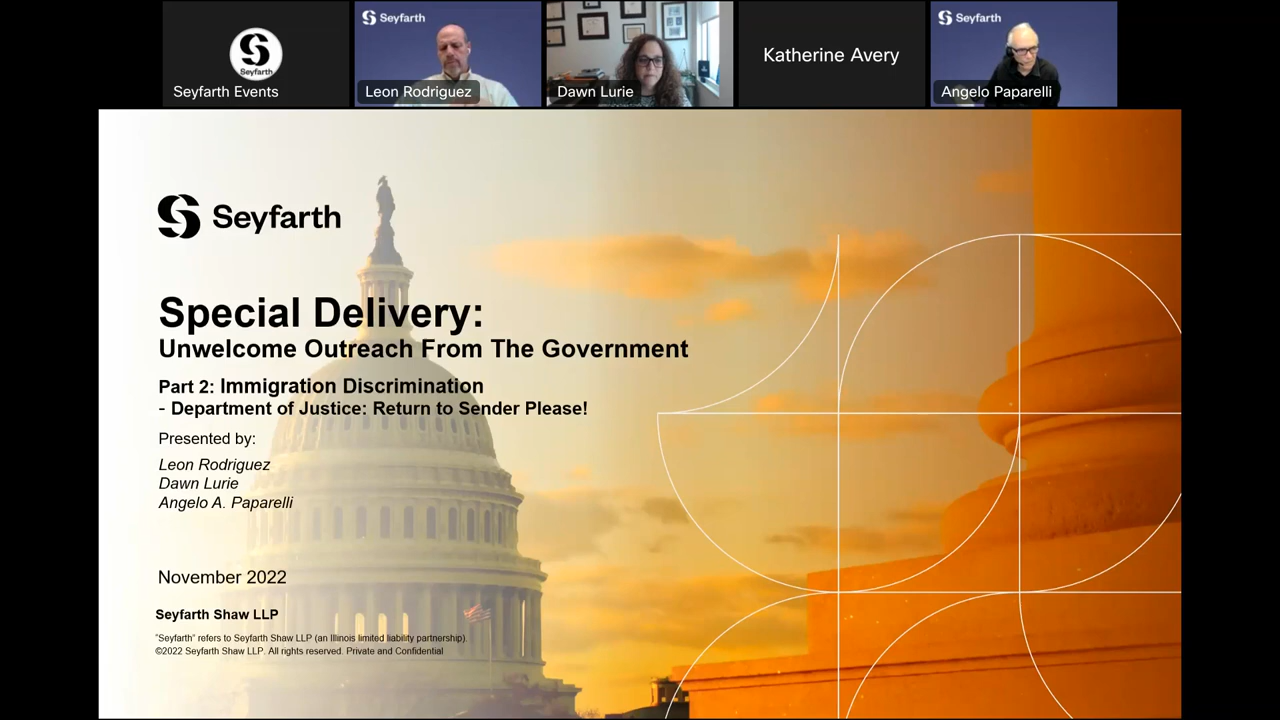 Seyfarth
Seyfarth Events
Seyfarth
Leon Rodriguez
Dawn Lurie
Katherine Avery
Seyfarth
Angelo Paparelli
Seyfarth
Special Delivery:
Unwelcome Outreach From The Government
Part 2: Immigration Discrimination
- Department of Justice: Return to Sender Please!
Presented by:
Leon Rodriguez
Dawn Lurie
Angelo A. Paparelli
November 2022
Seyfarth Shaw LLP
"Seyfarth" refers to Seyfarth Shaw LLP (an Illinois limited liability partnership).
©2022 Seyfarth Shaw LLP. All rights reserved. Private and Confidential